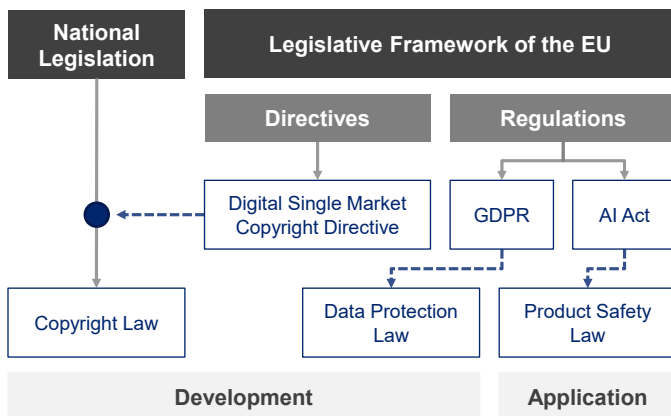 National
Legislation
Legislative Framework of the EU
Directives
Regulations
Digital Single Market
Copyright Directive
GDPR
AI Act
Copyright Law
Data Protection
Law
Product Safety
Law
Development
Application